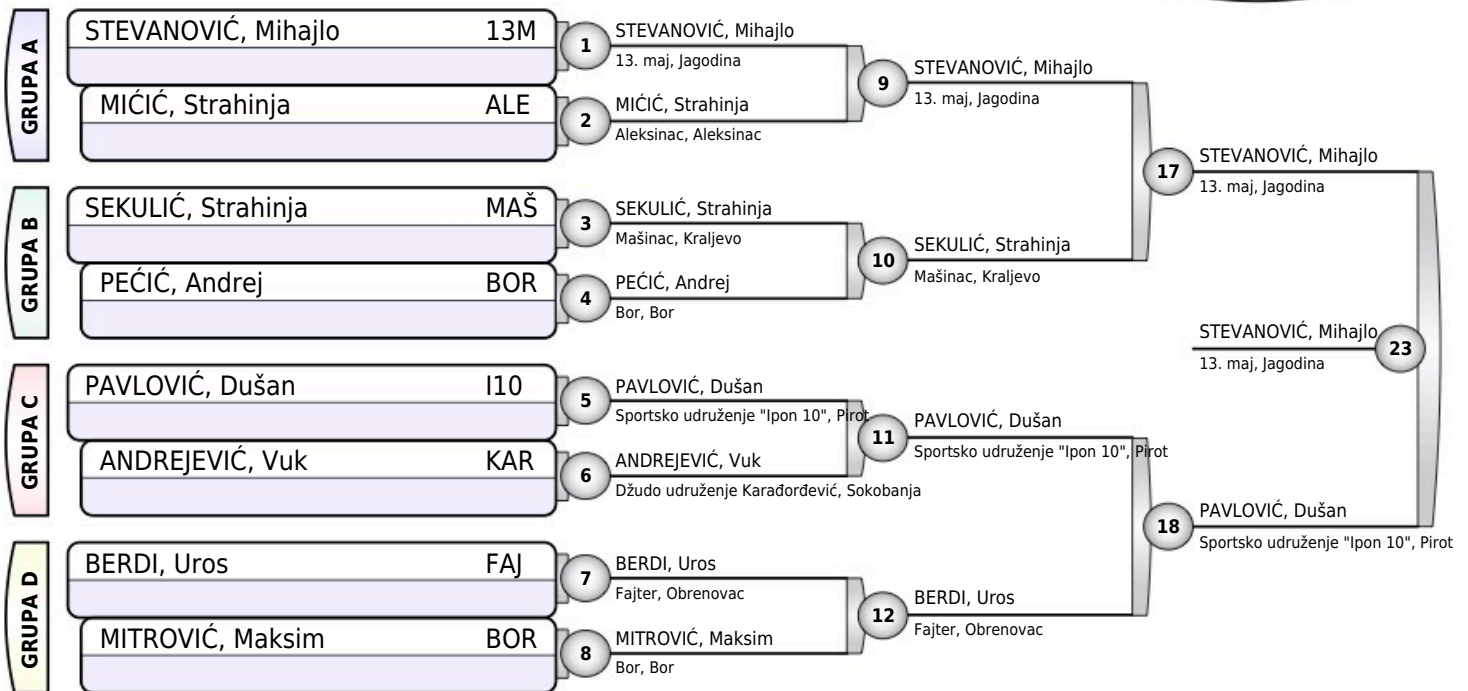 GRUPA A
STEVANOVIĆ, Mihajlo 13M
MIĆIĆ, Strahinja ALE
GRUPA B
SEKULIĆ, Strahinja MAŠ
PEĆIĆ, Andrej BOR
GRUPA C
PAVLOVIĆ, Dušan I10
ANDREJEVIĆ, Vuk KAR
GRUPA D
BERDI, Uros FAJ
MITROVIĆ, Maksim BOR
1
STEVANOVIĆ, Mihajlo
13. maj, Jagodina
2
MIĆIĆ, Strahinja
Aleksinac, Aleksinac
3
SEKULIĆ, Strahinja
Mašinac, Kraljevo
4
PEĆIĆ, Andrej
Bor, Bor
5
PAVLOVIĆ, Dušan
Sportsko udruženje "Ipon 10", Pirot
6
ANDREJEVIĆ, Vuk
Džudo udruženje Karađorđević, Sokobanja
7
BERDI, Uros
Fajter, Obrenovac
8
MITROVIĆ, Maksim
Bor, Bor
9
STEVANOVIĆ, Mihajlo
13. maj, Jagodina
10
SEKULIĆ, Strahinja
Mašinac, Kraljevo
11
PAVLOVIĆ, Dušan
Sportsko udruženje "Ipon 10", Pirot
12
BERDI, Uros
Fajter, Obrenovac
17
STEVANOVIĆ, Mihajlo
13. maj, Jagodina
18
PAVLOVIĆ, Dušan
Sportsko udruženje "Ipon 10", Pirot
STEVANOVIĆ, Mihajlo
13. maj, Jagodina
23